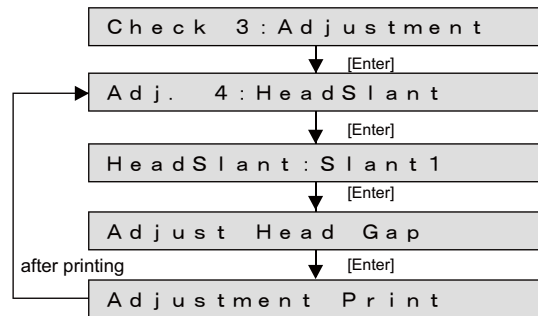 Check 3:Adjustment
[Enter]
Adj. 4:HeadSlant
[Enter]
HeadSlant:Slant1
[Enter]
Adjust Head Gap
[Enter]
after printing
Adjustment Print